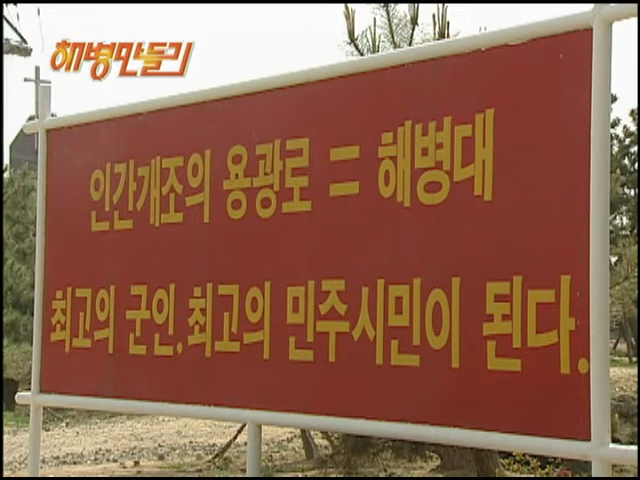 해병만들기
인간개조의 용광로 = 해병대
최고의 군인. 최고의 민주시민이 된다.